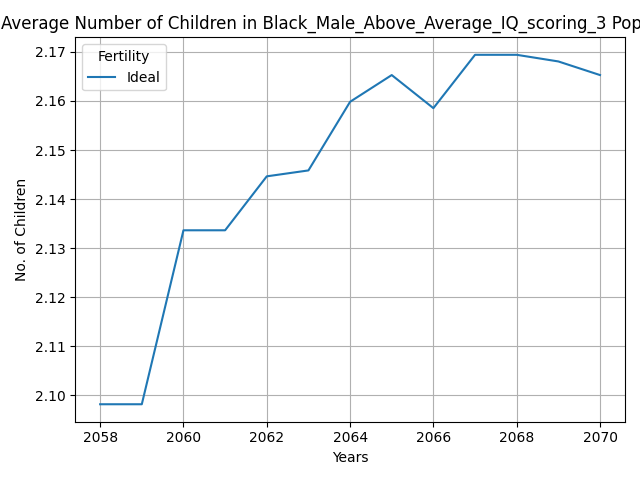 Average Number of Children in Black_Male_Above_Average_IQ_scoring_3 Pop
Fertility
Ideal
2.17
2.16
2.15
2.14
2.13
2.12
2.11
2.10
No. of Children
2058 2060 2062 2064 2066 2068 2070
Years